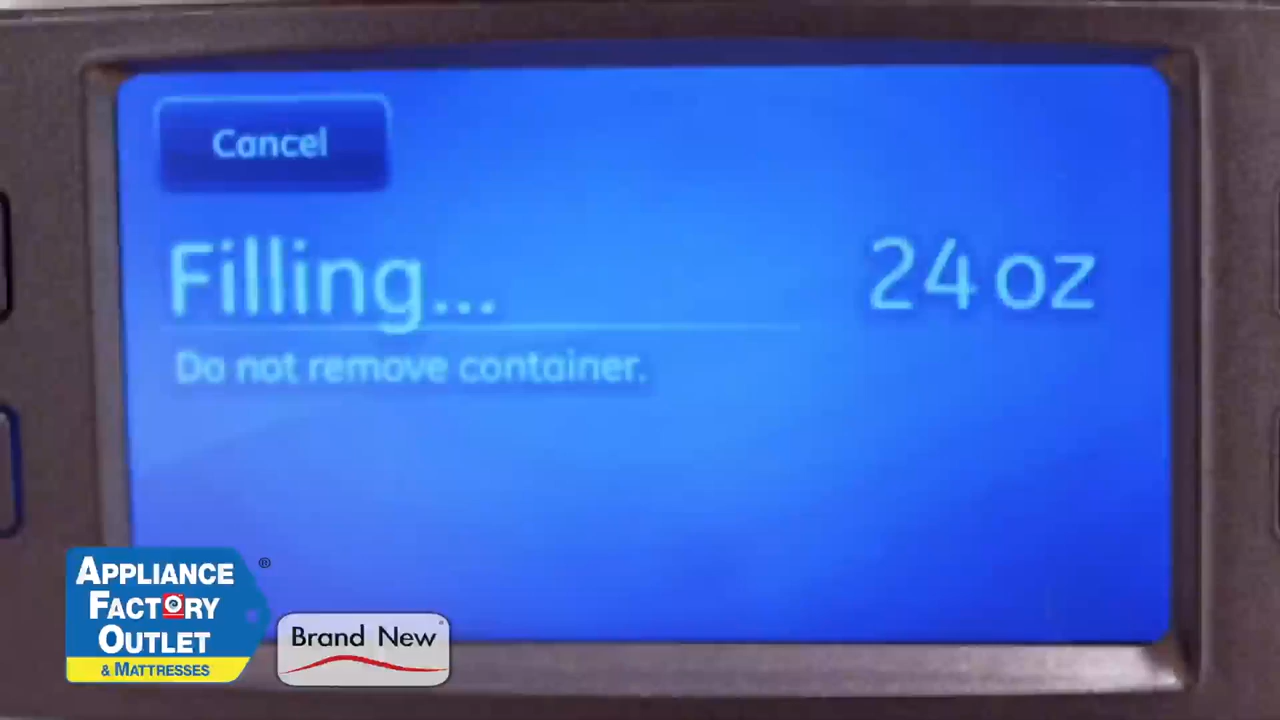 Cancel
Filling... 24 oz
Do not remove container.
APPLIANCE ®
FACTORY
OUTLET
& MATTRESSES
Brand New